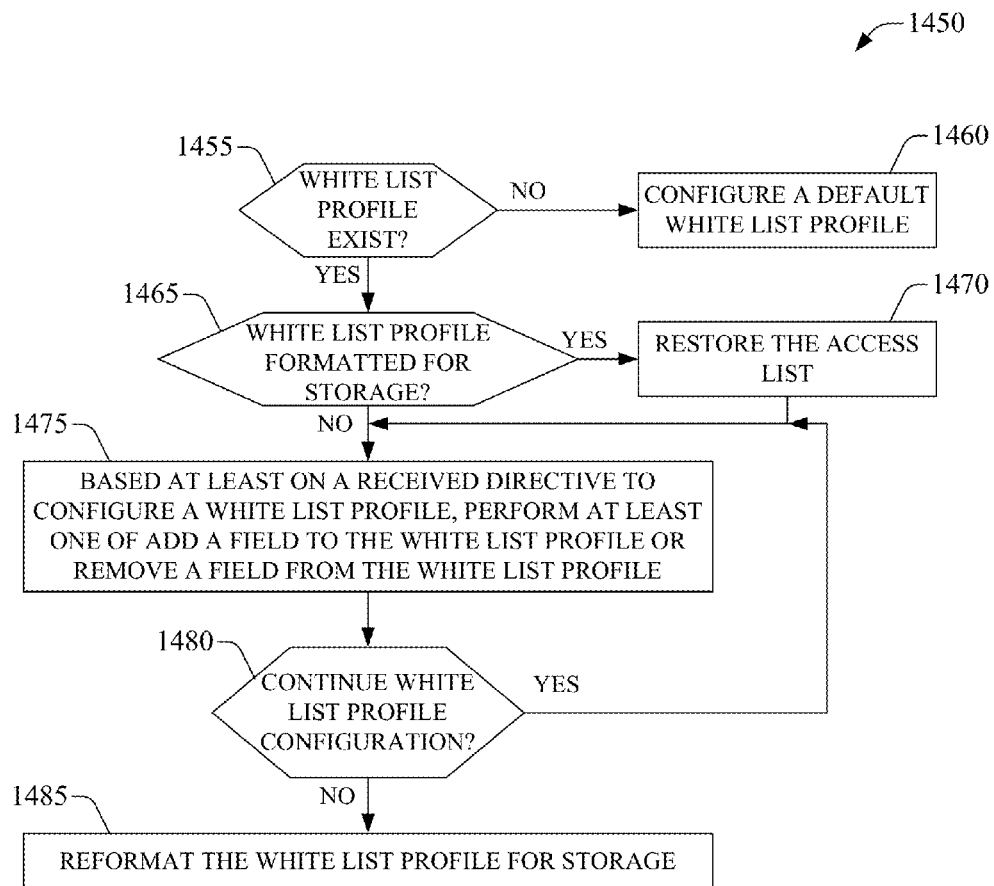 1450
1455
WHITE LIST
PROFILE
EXIST?
NO
1460
CONFIGURE A DEFAULT
WHITE LIST PROFILE
YES
1465
WHITE LIST PROFILE
FORMATTED FOR
STORAGE?
YES
1470
RESTORE THE ACCESS
LIST
NO
1475
BASED AT LEAST ON A RECEIVED DIRECTIVE TO
CONFIGURE A WHITE LIST PROFILE, PERFORM AT LEAST
ONE OF ADD A FIELD TO THE WHITE LIST PROFILE OR
REMOVE A FIELD FROM THE WHITE LIST PROFILE
1480
CONTINUE WHITE
LIST PROFILE
CONFIGURATION?
YES
NO
1485
REFORMAT THE WHITE LIST PROFILE FOR STORAGE